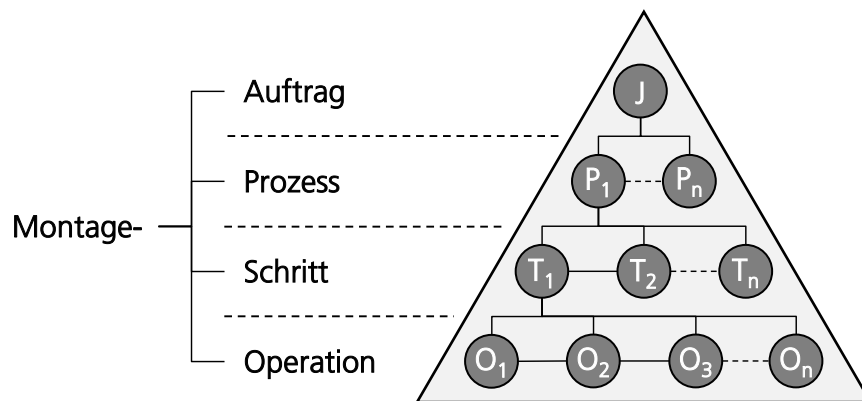 Auftrag
J
Prozess
P1 Pn
Montage-
Schritt
T1 T2 Tn
Operation
O1 O2 O3 On